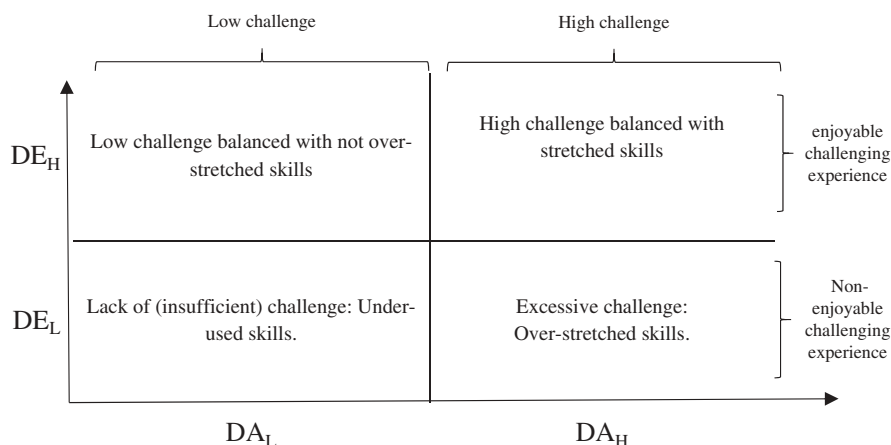 Low challenge
High challenge
DE_H
Low challenge balanced with not over-
stretched skills
High challenge balanced with
stretched skills
enjoyable
challenging
experience
DE_L
Lack of (insufficient) challenge: Under-
used skills.
Excessive challenge:
Over-stretched skills.
Non-
enjoyable
challenging
experience
DA_L
DA_H